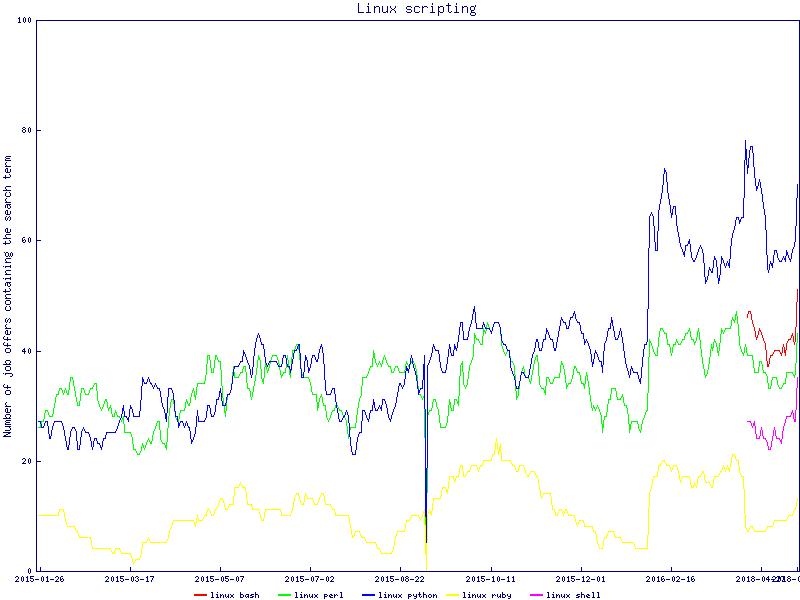 Linux scripting
Number of job offers containing the search term
100
80
60
40
20
0
2015-01-26 2015-03-17 2015-05-07 2015-07-02 2015-08-22 2015-10-11 2015-12-01 2016-02-16 2018-04-
linux bash linux perl linux python linux ruby linux shell